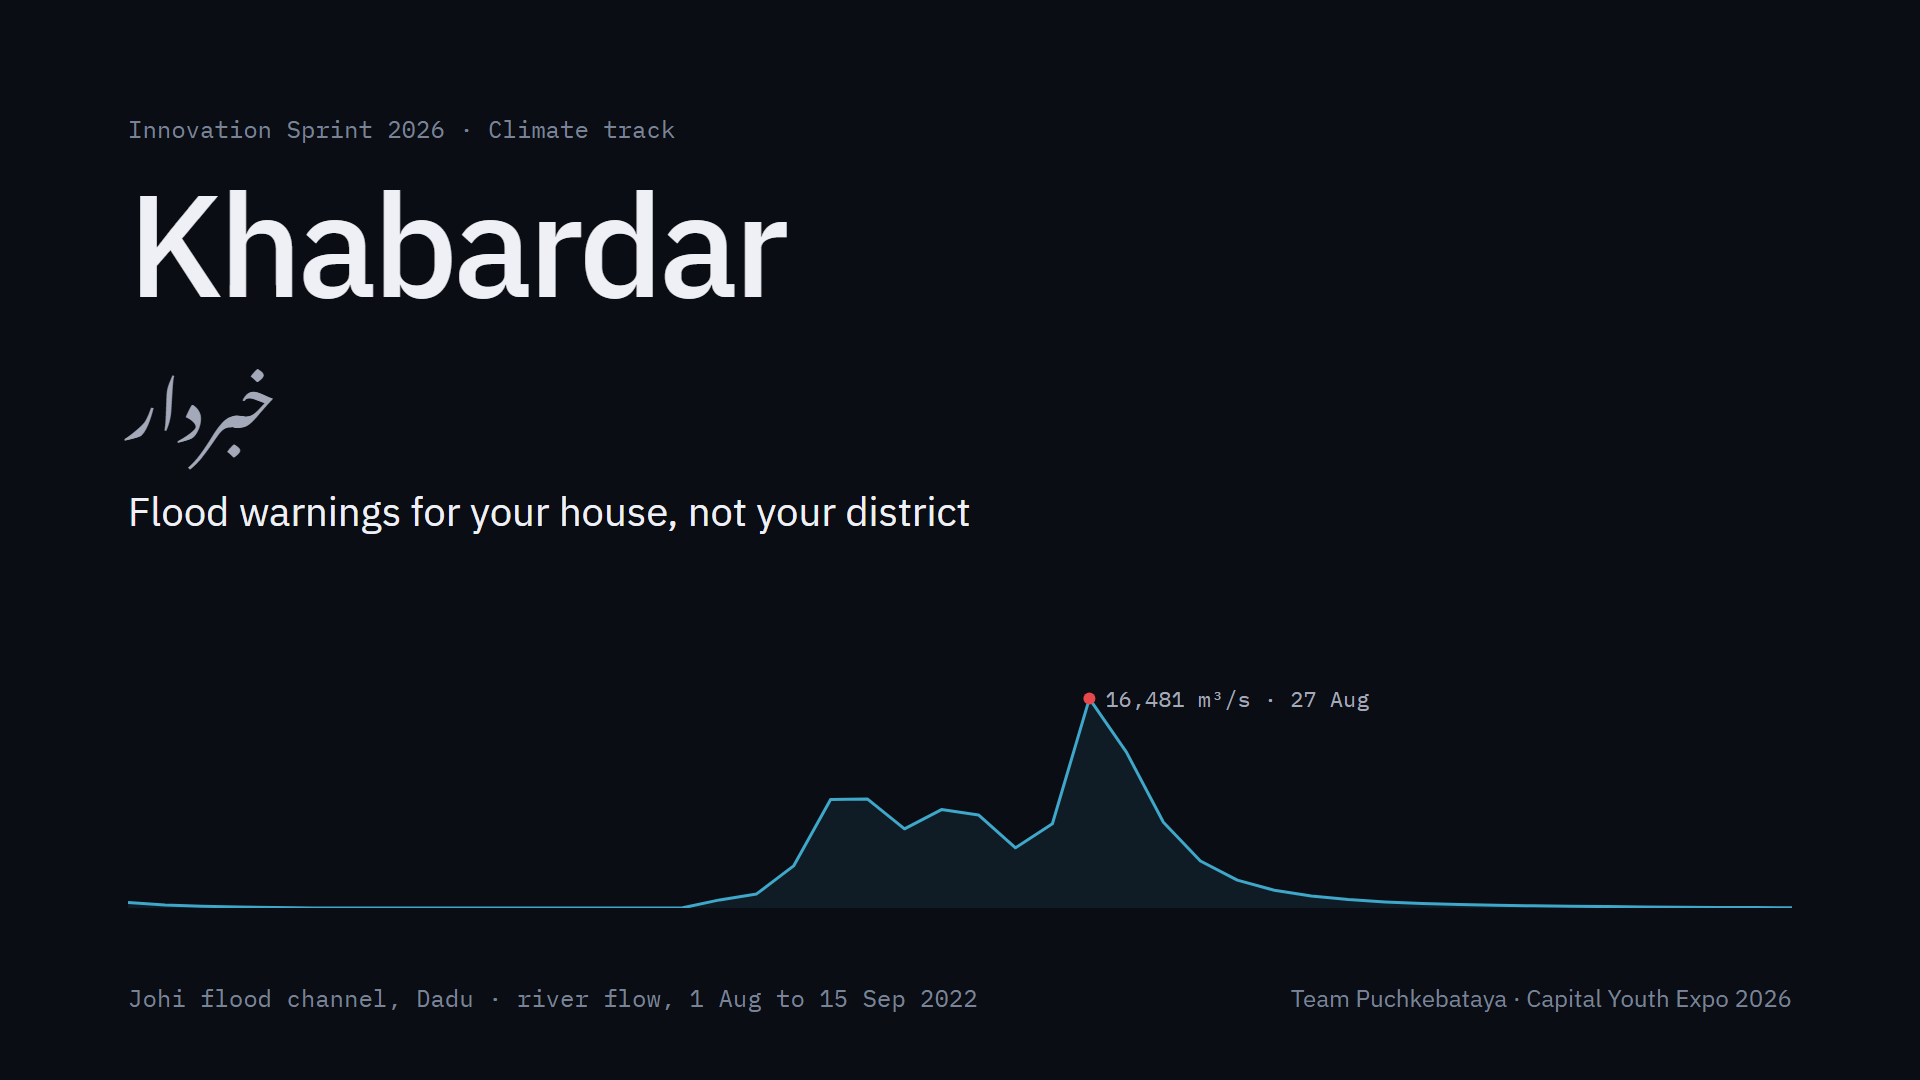 Innovation Sprint 2026 · Climate track
Khabardar
خبردار
Flood warnings for your house, not your district
16,481 m³/s · 27 Aug
Johi flood channel, Dadu · river flow, 1 Aug to 15 Sep 2022
Team Puchkebataya · Capital Youth Expo 2026